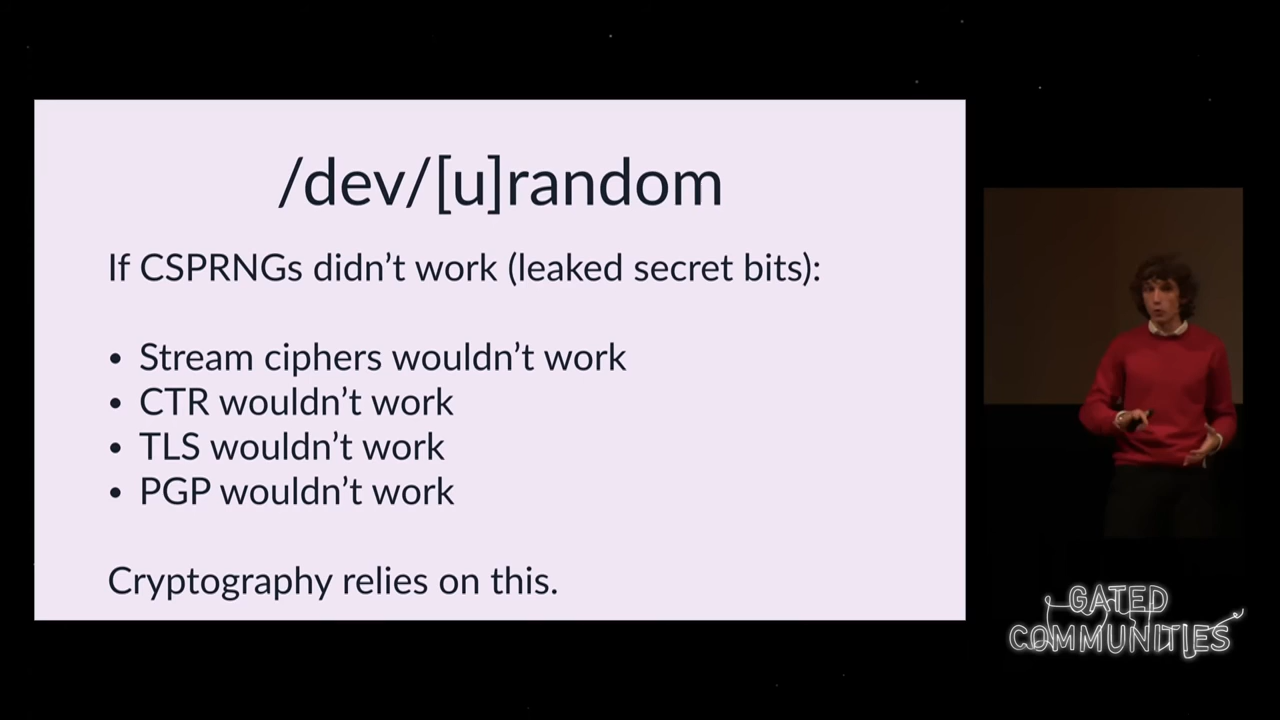 /dev/[u]random
If CSPRNGs didn’t work (leaked secret bits):
• Stream ciphers wouldn’t work
• CTR wouldn’t work
• TLS wouldn’t work
• PGP wouldn’t work
Cryptography relies on this.
GATED
COMMUNITIES